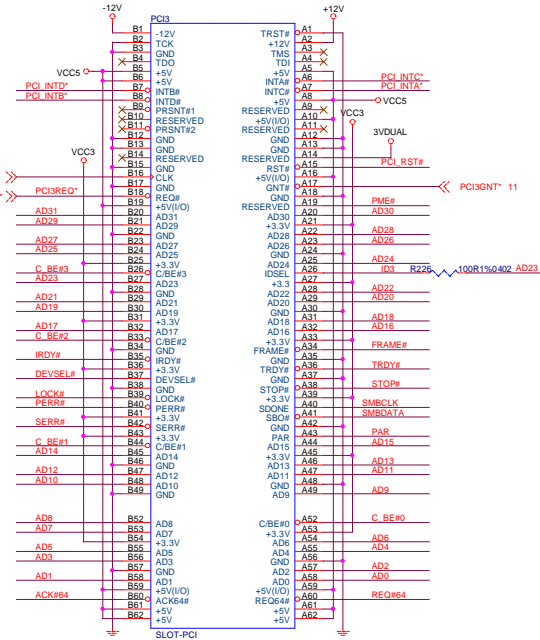 -12V +12V
PCI3
B1 -12V TRST# A1
B2 TCK +12V A2
B3 GND TMS A3
B4 TDO TDI A4
VCC5 B5 +5V +5V A5
B6 +5V INTA# A6 PCI_INTC*
PCI_INTD* B7 INTB# INTC# A7 PCI_INTA*
PCI_INTB* B8 INTD# +5V A8 VCC5
B9 PRSNT#1 RESERVED A9
B10 RESERVED +5V(I/O) A10 VCC3
B11 PRSNT#2 RESERVED A11
B12 GND GND A12 3VDUAL
B13 GND GND A13
VCC3 B14 RESERVED RESERVED A14
B15 GND RST# A15 PCI_RST#
B16 CLK +5V(I/O) A16
B17 GND GNT# A17 PCI3GNT* 11
* PCI3REQ* B18 REQ# GND A18
B19 +5V(I/O) RESERVED A19 PME#
AD31 B20 AD31 AD30 A20 AD30
AD29 B21 AD29 +3.3V A21
B22 GND AD28 A22 AD28
AD27 B23 AD27 AD26 A23 AD26
AD25 B24 AD25 GND A24
B25 +3.3V AD24 A25 AD24
C_BE#3 B26 C/BE#3 IDSEL A26 ID3 R226 100R1%0402 AD23
AD23 B27 AD23 +3.3 A27
B28 GND AD22 A28 AD22
AD21 B29 AD21 AD20 A29 AD20
AD19 B30 AD19 GND A30
B31 +3.3V AD18 A31 AD18
AD17 B32 AD17 AD16 A32 AD16
C_BE#2 B33 C/BE#2 +3.3V A33
B34 GND FRAME# A34 FRAME#
IRDY# B35 IRDY# GND A35
B36 +3.3V TRDY# A36 TRDY#
DEVSEL# B37 DEVSEL# GND A37
B38 GND STOP# A38 STOP#
LOCK# B39 LOCK# +3.3V A39
PERR# B40 PERR# SDONE A40 SMBCLK
B41 +3.3V SBO# A41 SMBDATA
SERR# B42 SERR# GND A42
B43 +3.3V PAR A43 PAR
C_BE#1 B44 C/BE#1 AD15 A44 AD15
AD14 B45 AD14 +3.3V A45
B46 GND AD13 A46 AD13
AD12 B47 AD12 AD11 A47 AD11
AD10 B48 AD10 GND A48
B49 GND AD9 A49 AD9
AD8 B52 AD8 C/BE#0 A52 C_BE#0
AD7 B53 AD7 +3.3V A53
B54 +3.3V AD6 A54 AD6
AD5 B55 AD5 AD4 A55 AD4
AD3 B56 AD3 GND A56
B57 GND AD2 A57 AD2
AD1 B58 AD1 AD0 A58 AD0
B59 +5V(I/O) +5V(I/O) A59
ACK#64 B60 ACK64# REQ64# A60 REQ#64
B61 +5V +5V A61
B62 +5V +5V A62
SLOT-PCI